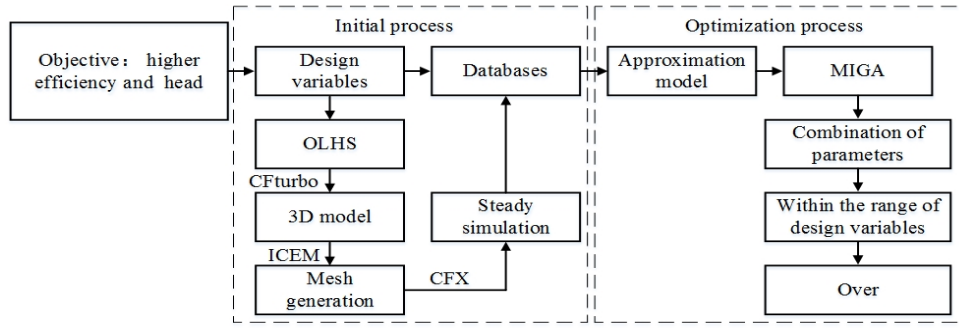 Initial process
Optimization process
Objective： higher
efficiency and head
Design
variables
Databases
Approximation
model
MIGA
OLHS
Combination of
parameters
CFturbo
3D model
Steady
simulation
Within the range of
design variables
ICEM
Mesh
generation
CFX
Over